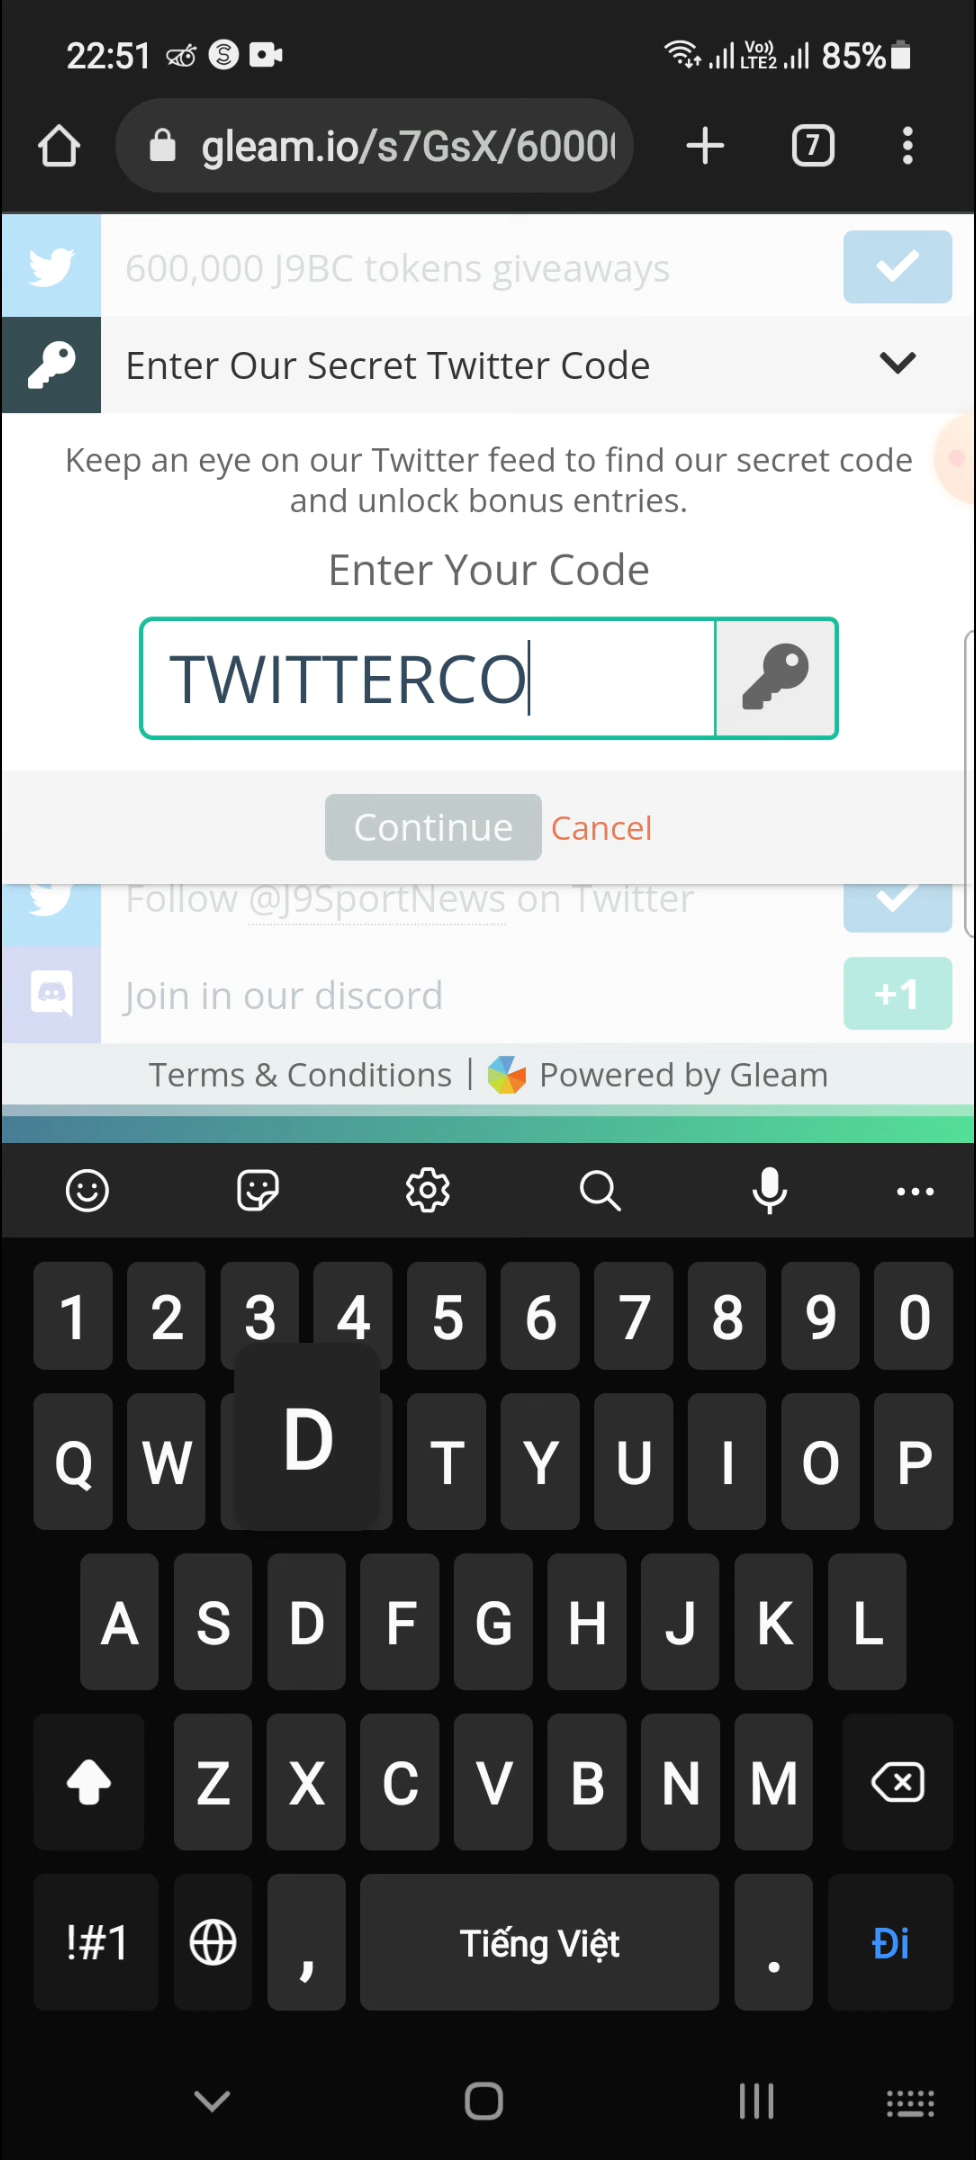 22:51 Vo)) LTE2 85%
gleam.io/s7GsX/6000
7
600,000 J9BC tokens giveaways
Enter Our Secret Twitter Code
Keep an eye on our Twitter feed to find our secret code
and unlock bonus entries.
Enter Your Code
TWITTERCO
Continue Cancel
Follow @J9SportNews on Twitter
Join in our discord +1
Terms & Conditions | Powered by Gleam
1 2 3 4 5 6 7 8 9 0
Q W D T Y U I O P
A S D F G H J K L
Z X C V B N M
!#1 , Tiếng Việt . Đi